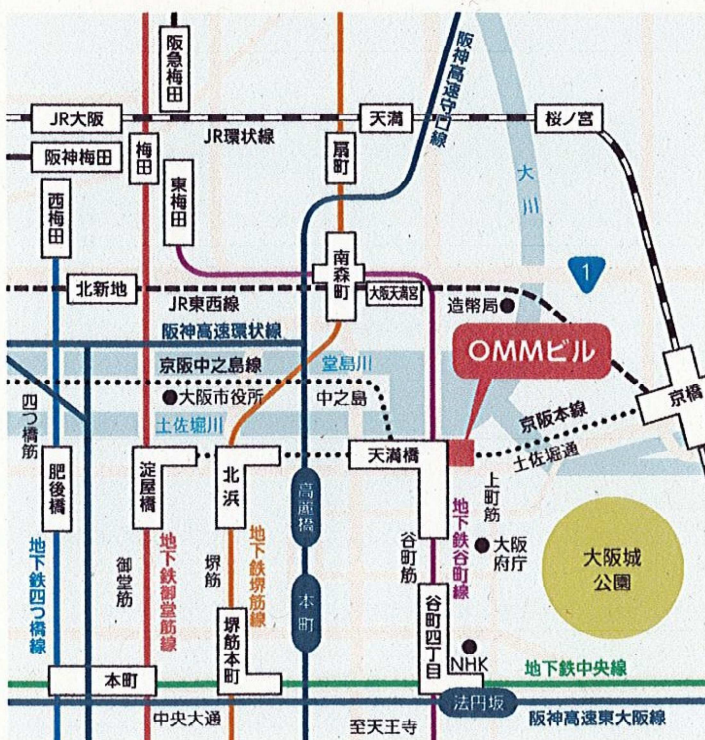 阪急梅田
阪神高速守口線
JR大阪
JR環状線
天満
桜ノ宮
阪神梅田
梅田
扇町
東梅田
西梅田
大川
南森町
1
北新地
JR東西線
大阪天満宮
造幣局
阪神高速環状線
OMMビル
京阪中之島線
堂島川
大阪市役所
中之島
京橋
四つ橋筋
土佐堀川
京阪本線
土佐堀通
肥後橋
淀屋橋
北浜
天満橋
上町筋
高麗橋
地下鉄四つ橋線
御堂筋
地下鉄御堂筋線
堺筋
地下鉄堺筋線
谷町筋
地下鉄谷町線
大阪
府庁
大阪城
公園
本町
堺筋本町
谷町四丁目
NHK
地下鉄中央線
本町
中央大通
至天王寺
法円坂
阪神高速東大阪線